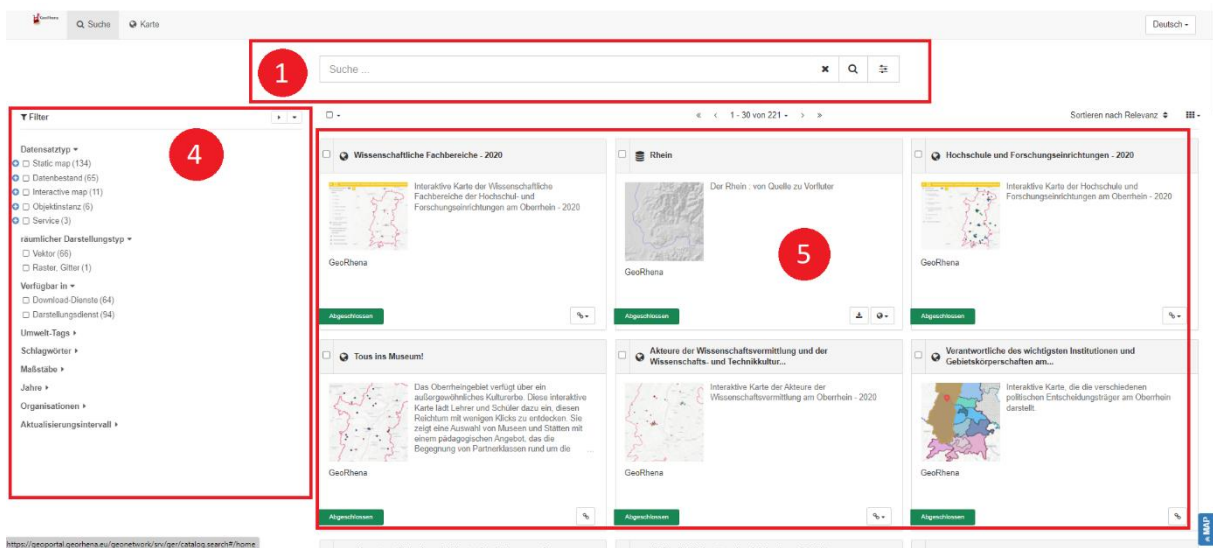 GeoRhena
Suche
Karte
Deutsch
1
Suche ...
Filter
4
Datensatztyp
Static map (134)
Datenbestand (65)
Interactive map (11)
Objektinstanz (6)
Service (3)
räumlicher Darstellungstyp
Vektor (66)
Raster, Gitter (1)
Verfügbar in
Download-Dienste (64)
Darstellungsdienst (94)
Umwelt-Tags
Schlagwörter
Maßstäbe
Jahre
Organisationen
Aktualisierungsintervall
« ‹ 1 - 30 von 221 › »
Sortieren nach Relevanz
Wissenschaftliche Fachbereiche - 2020
Interaktive Karte der Wissenschaftliche
Fachbereiche der Hochschul- und
Forschungseinrichtungen am Oberrhein - 2020
GeoRhena
Abgeschlossen
Rhein
Der Rhein : von Quelle zu Vorfluter
5
GeoRhena
Abgeschlossen
Hochschule und Forschungseinrichtungen - 2020
Interaktive Karte der Hochschule und
Forschungseinrichtungen am Oberrhein - 2020
GeoRhena
Abgeschlossen
Tous ins Museum!
Das Oberrheingebiet verfügt über ein
außergewöhnliches Kulturerbe. Diese interaktive
Karte lädt Lehrer und Schüler dazu ein, diesen
Reichtum mit wenigen Klicks zu entdecken. Sie
zeigt eine Auswahl von Museen und Stätten mit
einem pädagogischen Angebot, das die
Begegnung von Partnerklassen rund um die ...
GeoRhena
Abgeschlossen
Akteure der Wissenschaftsvermittlung und der
Wissenschafts- und Technikkultur...
Interaktive Karte der Akteure der
Wissenschaftsvermittlung am Oberrhein - 2020
GeoRhena
Abgeschlossen
Verantwortliche des wichtigsten Institutionen und
Gebietskörperschaften am...
Interaktive Karte, die die verschiedenen
politischen Entscheidungsträger am Oberrhein
darstellt.
GeoRhena
Abgeschlossen
MAP
https://geoportal.georhena.eu/geonetwork/srv/ger/catalog.search#/home